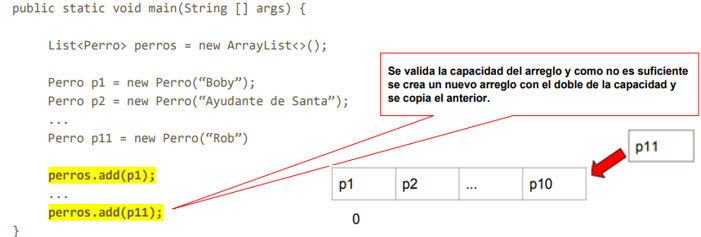 public static void main(String [] args) {
List<Perro> perros = new ArrayList<>();
Perro p1 = new Perro(“Boby”);
Perro p2 = new Perro(“Ayudante de Santa”);
...
Perro p11 = new Perro(“Rob”)
perros.add(p1);
...
perros.add(p11);
}
Se valida la capacidad del arreglo y como no es suficiente
se crea un nuevo arreglo con el doble de la capacidad y
se copia el anterior.
p11
p1 p2 ... p10
0